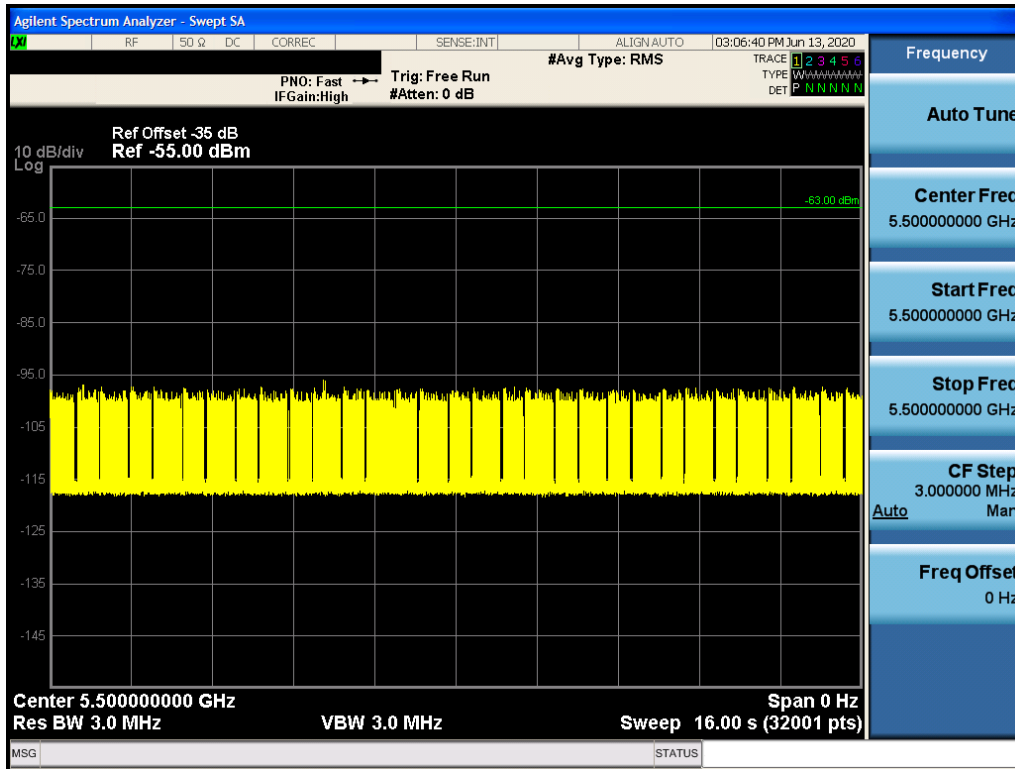 Agilent Spectrum Analyzer - Swept SA
LXI RF 50 Ω DC CORREC SENSE:INT ALIGN AUTO 03:06:40 PM Jun 13, 2020
PNO: Fast
IFGain:High
Trig: Free Run
#Atten: 0 dB
#Avg Type: RMS
TRACE 1 2 3 4 5 6
TYPE
DET P N N N N N
Ref Offset -35 dB
10 dB/div Ref -55.00 dBm
Log
-63.00 dBm
-65.0
-75.0
-85.0
-95.0
-105
-115
-125
-135
-145
Center 5.500000000 GHz Span 0 Hz
Res BW 3.0 MHz VBW 3.0 MHz Sweep 16.00 s (32001 pts)
MSG STATUS
Frequency
Auto Tune
Center Freq
5.500000000 GHz
Start Freq
5.500000000 GHz
Stop Freq
5.500000000 GHz
CF Step
3.000000 MHz
Auto Man
Freq Offset
0 Hz